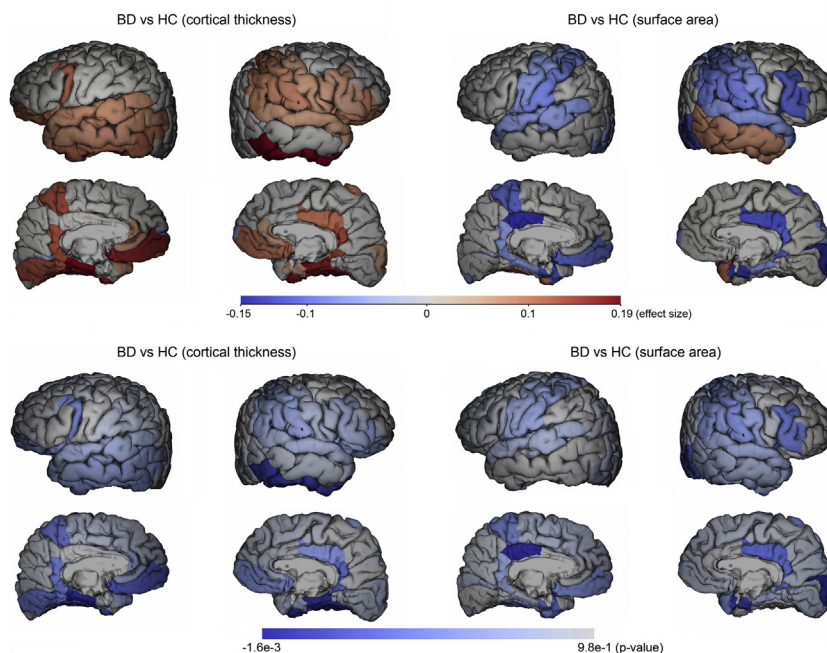 BD vs HC (cortical thickness) BD vs HC (surface area)
-0.15 -0.1 0 0.1 0.19 (effect size)
BD vs HC (cortical thickness) BD vs HC (surface area)
-1.6e-3 9.8e-1 (p-value)